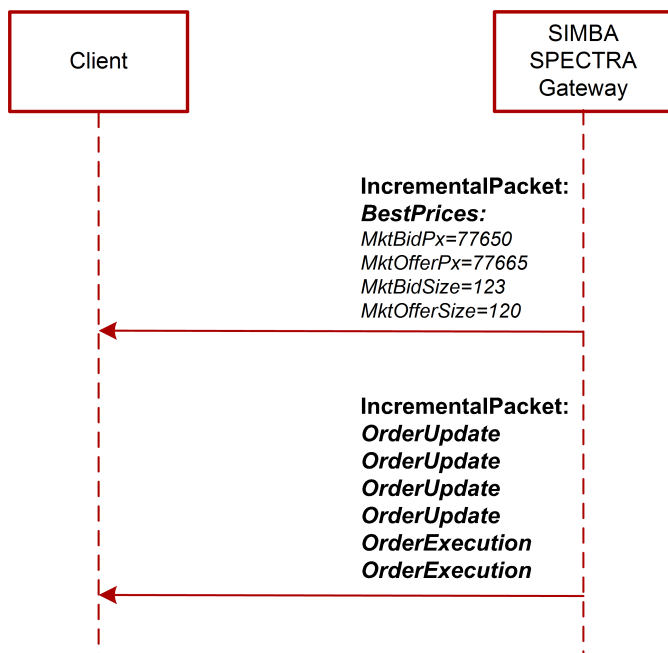 Client
SIMBA
SPECTRA
Gateway
IncrementalPacket:
BestPrices:
MktBidPx=77650
MktOfferPx=77665
MktBidSize=123
MktOfferSize=120
IncrementalPacket:
OrderUpdate
OrderUpdate
OrderUpdate
OrderUpdate
OrderExecution
OrderExecution